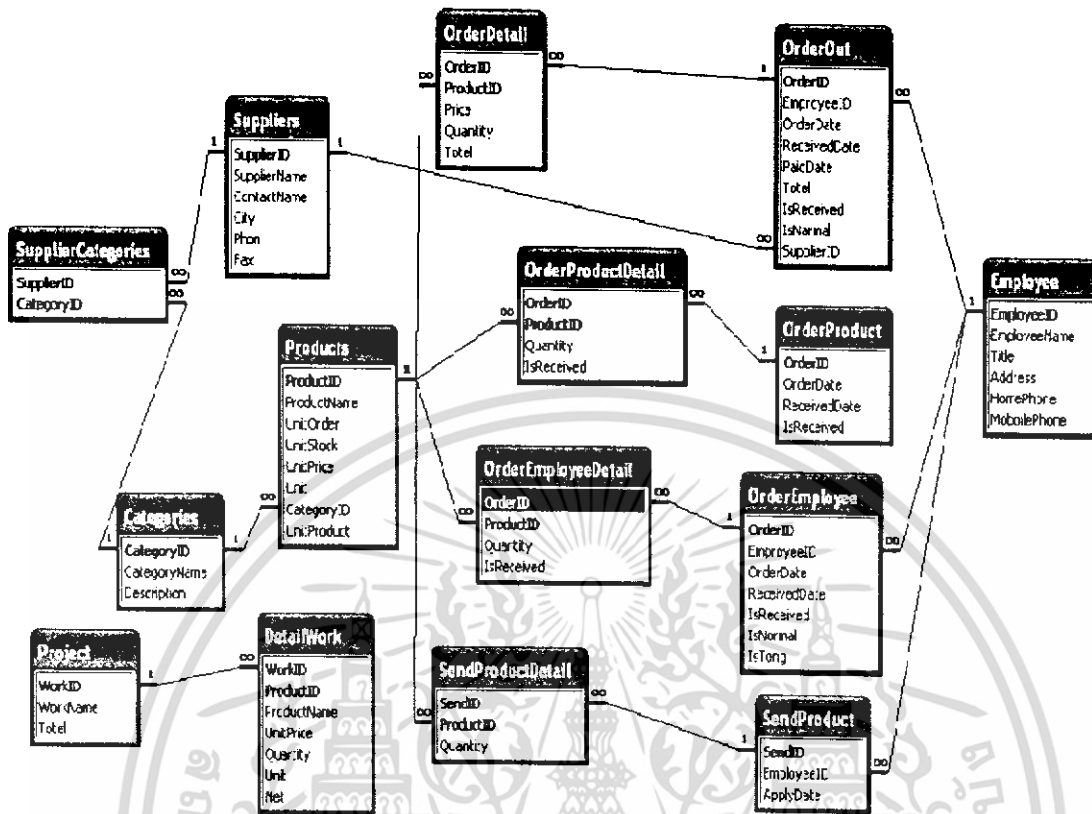 OrderDetail
OrderID
ProductID
Price
Quantity
Totel
OrderOut
OrderID
EmproyeeID
OrderDate
ReceivedDate
PaidDate
Totel
IsReceived
IsNormal
SupplierID
Suppliers
SupplierID
SupplierName
ContactName
City
Phon
Fax
SupplierCategories
SupplierID
CategoryID
OrderProductDetail
OrderID
ProductID
Quantity
IsReceived
OrderProduct
OrderID
OrderDate
ReceivedDate
IsReceived
Employee
EmployeeID
EmployeeName
Title
Address
HomePhone
MoboilePhone
Products
ProductID
ProductName
UnitOrder
UnitStock
UnitPrice
Unit
CategoryID
UnitProduct
OrderEmployeeDetail
OrderID
ProductID
Quantity
IsReceived
OrderEmployee
OrderID
EmproyeeID
OrderDate
ReceivedDate
IsReceived
IsNormal
IsTong
Categories
CategoryID
CategoryName
Description
Project
WorkID
WorkName
Totel
DetailWork
WorkID
ProductID
ProductName
UnitPrice
Quantity
Unit
Net
SendProductDetail
SendID
ProductID
Quantity
SendProduct
SendID
EmployeeID
ApplyDate